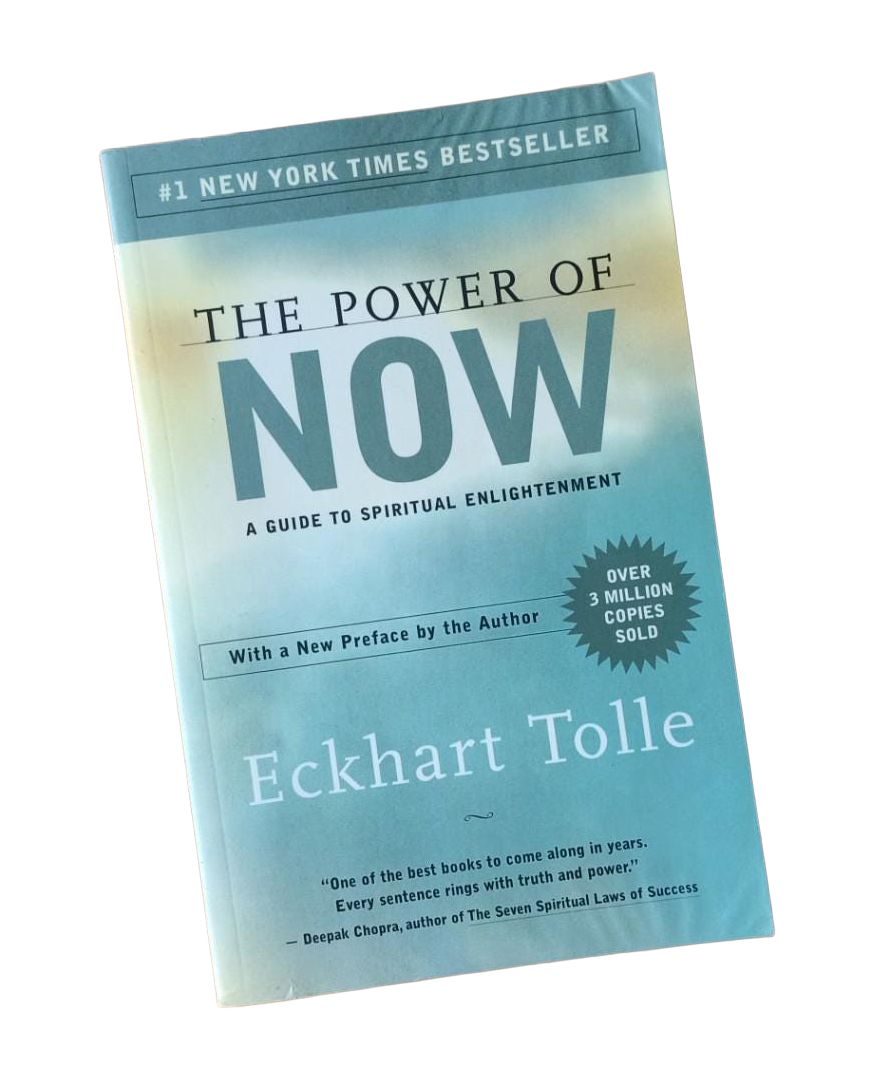 #1 NEW YORK TIMES BESTSELLER
THE POWER OF
NOW
A GUIDE TO SPIRITUAL ENLIGHTENMENT
OVER
3 MILLION
COPIES
SOLD
With a New Preface by the Author
Eckhart Tolle
“One of the best books to come along in years.
Every sentence rings with truth and power.”
— Deepak Chopra, author of The Seven Spiritual Laws of Success